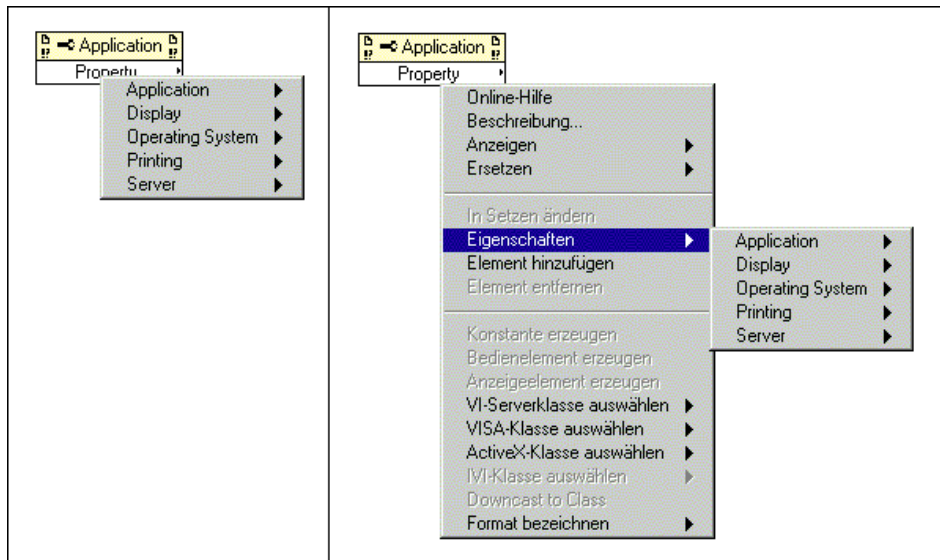 Application
Property
Application
Display
Operating System
Printing
Server
Application
Property
Online-Hilfe
Beschreibung...
Anzeigen
Ersetzen
In Setzen ändern
Eigenschaften
Element hinzufügen
Element entfernen
Konstante erzeugen
Bedienelement erzeugen
Anzeigeelement erzeugen
VI-Serverklasse auswählen
VISA-Klasse auswählen
ActiveX-Klasse auswählen
IVI-Klasse auswählen
Downcast to Class
Format bezeichnen
Application
Display
Operating System
Printing
Server